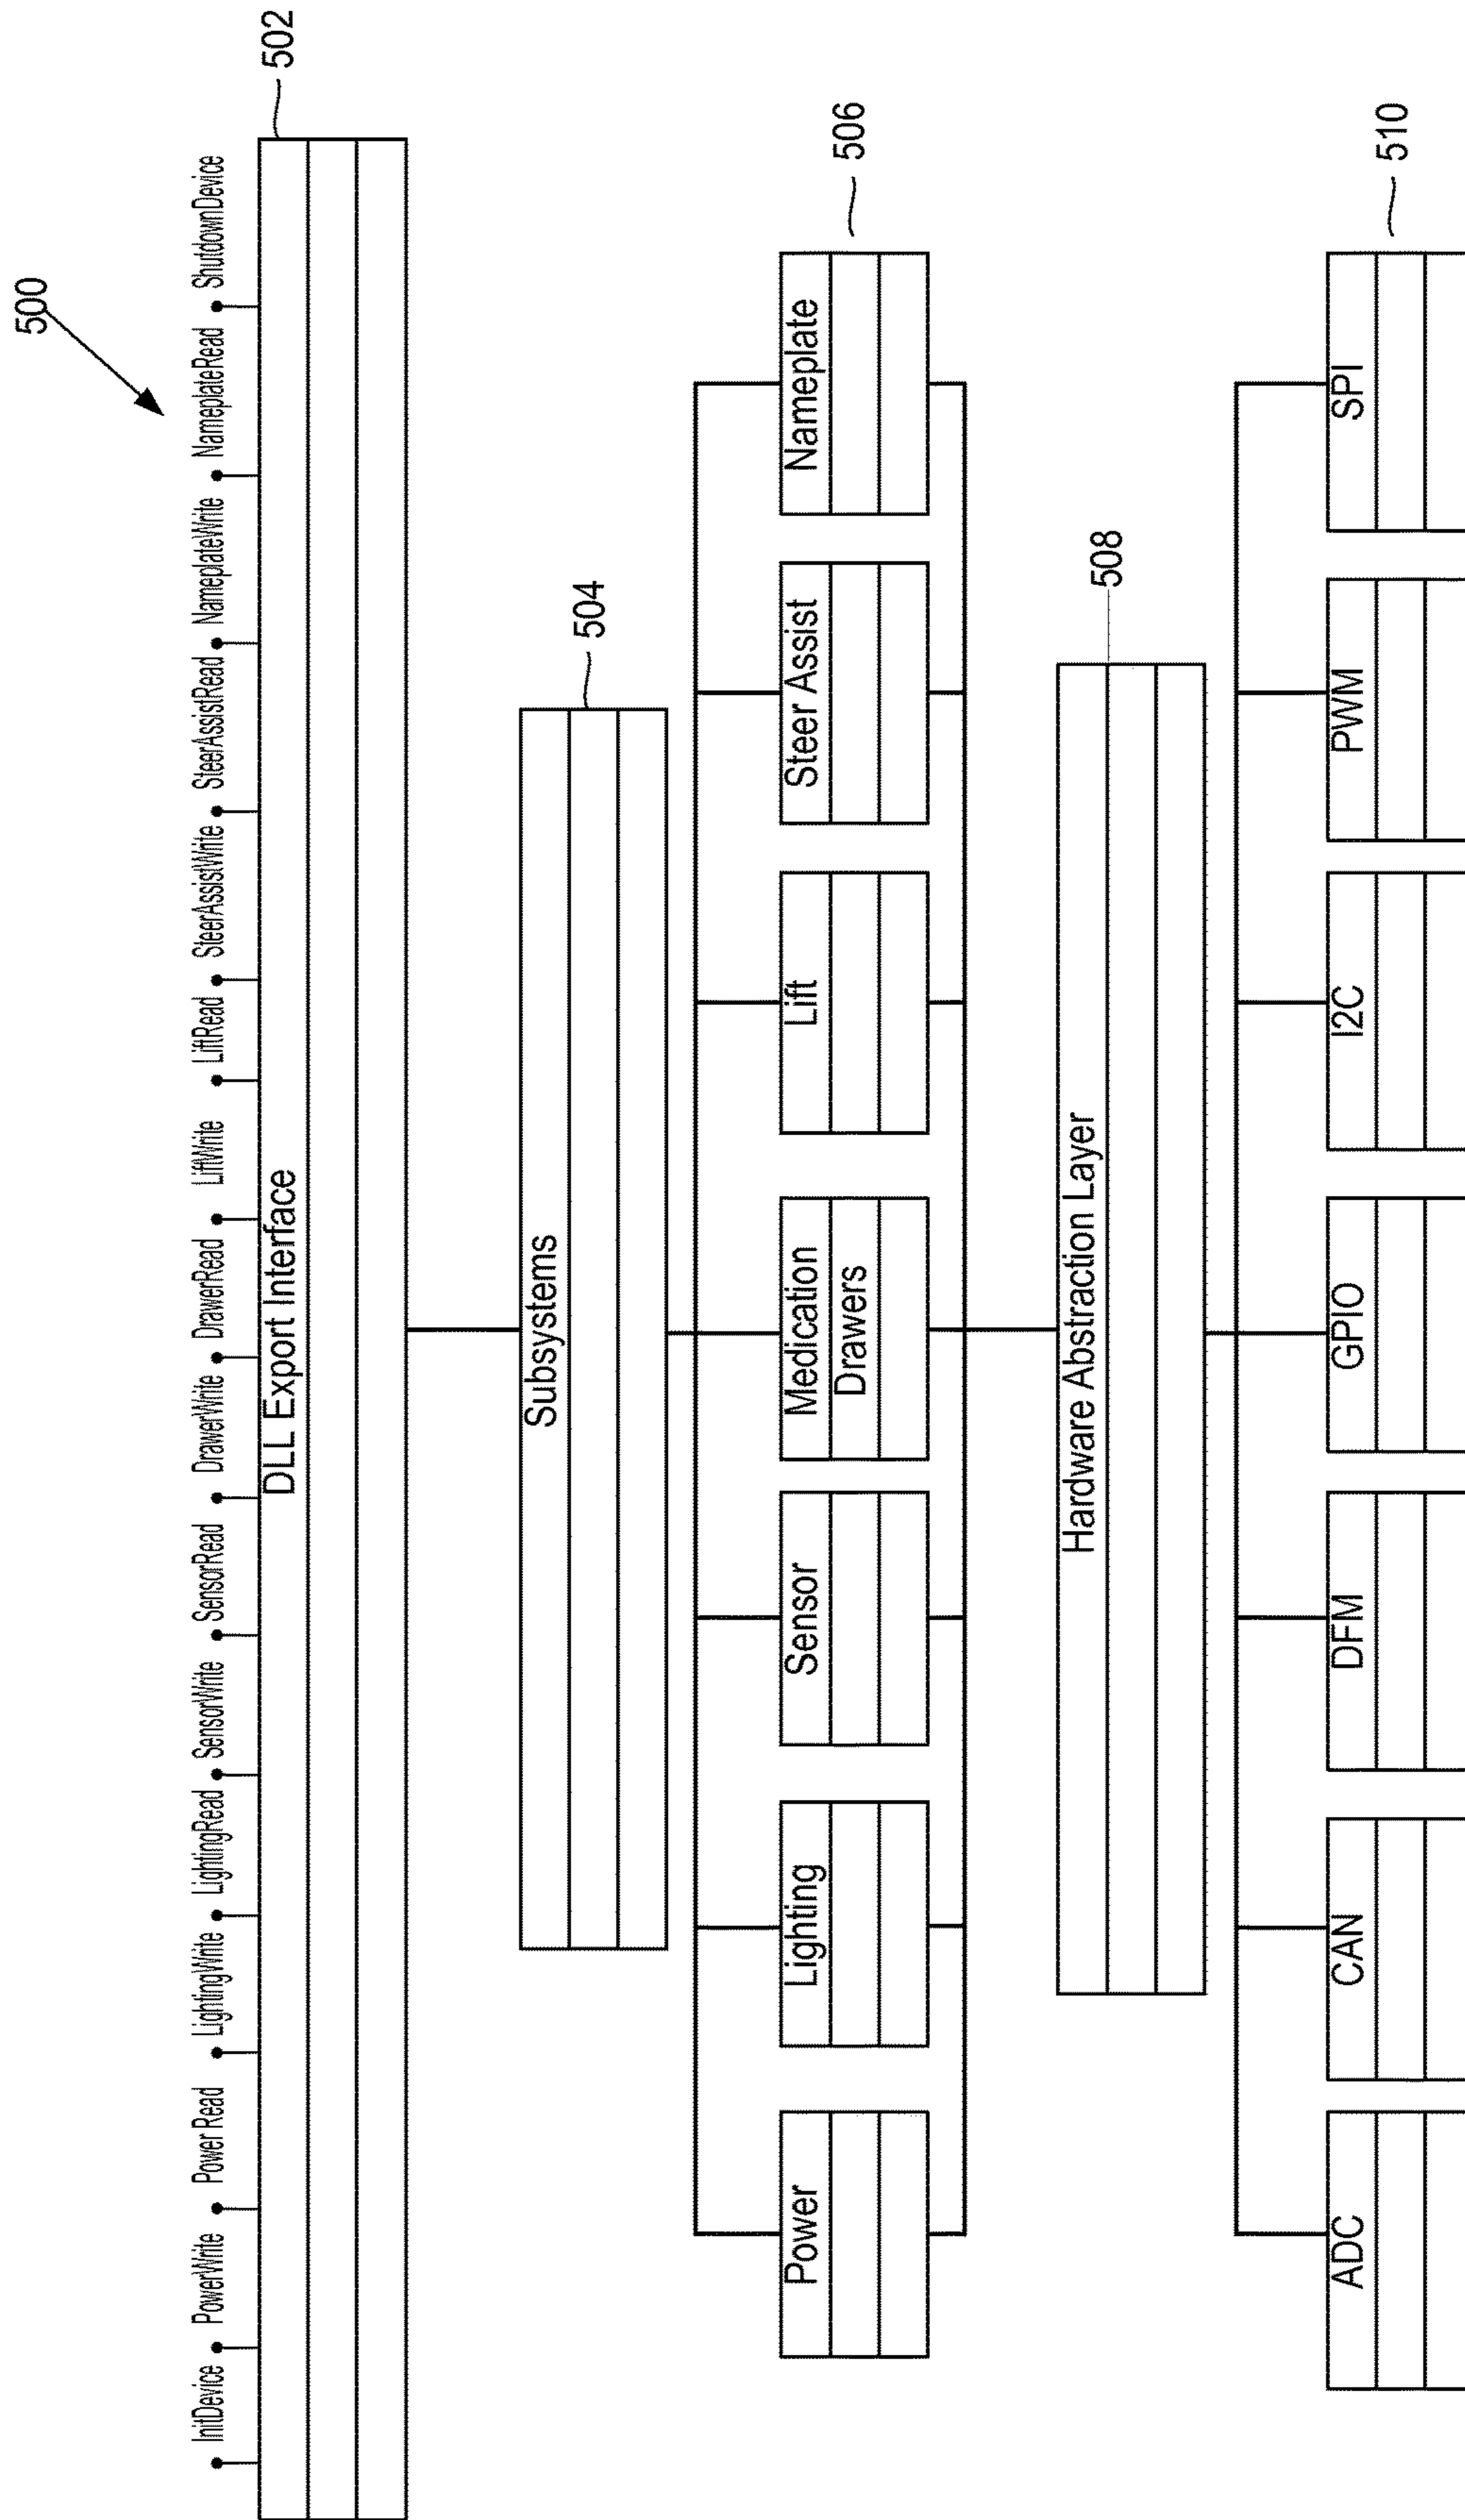 500
InitDevice
PowerWrite
Power Read
LightingWrite
LightingRead
SensorWrite
SensorRead
DrawerWrite
DrawerRead
LiftWrite
LiftRead
SteerAssistWrite
SteerAssistRead
NameplateWrite
NameplateRead
ShutdownDevice
DLL Export Interface
502
Subsystems
504
Power
Lighting
Sensor
Medication
Drawers
Lift
Steer Assist
Nameplate
506
Hardware Abstraction Layer
508
ADC
CAN
DFM
GPIO
I2C
PWM
SPI
510